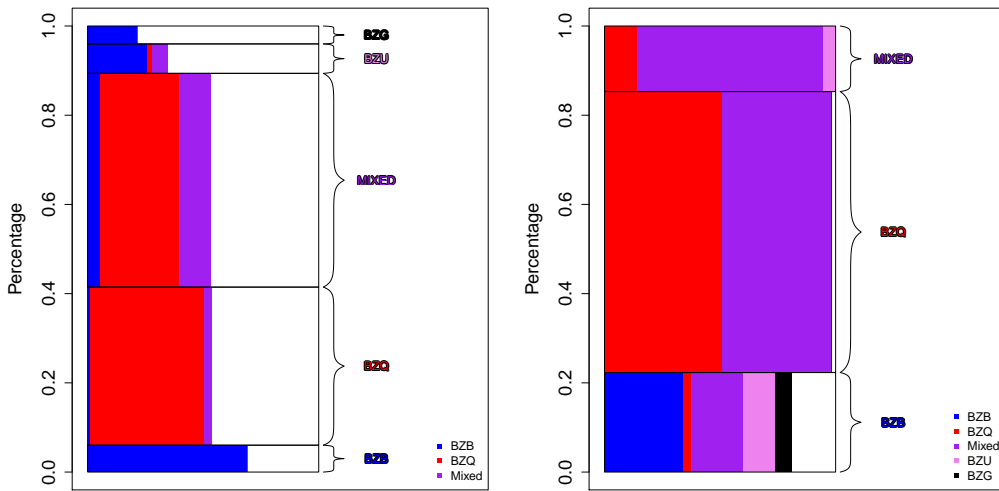 Percentage
1.0
0.8
0.6
0.4
0.2
0.0
BZG
BZU
MIXED
BZQ
BZB
BZB
BZQ
Mixed
Percentage
1.0
0.8
0.6
0.4
0.2
0.0
MIXED
BZQ
BZB
BZB
BZQ
Mixed
BZU
BZG